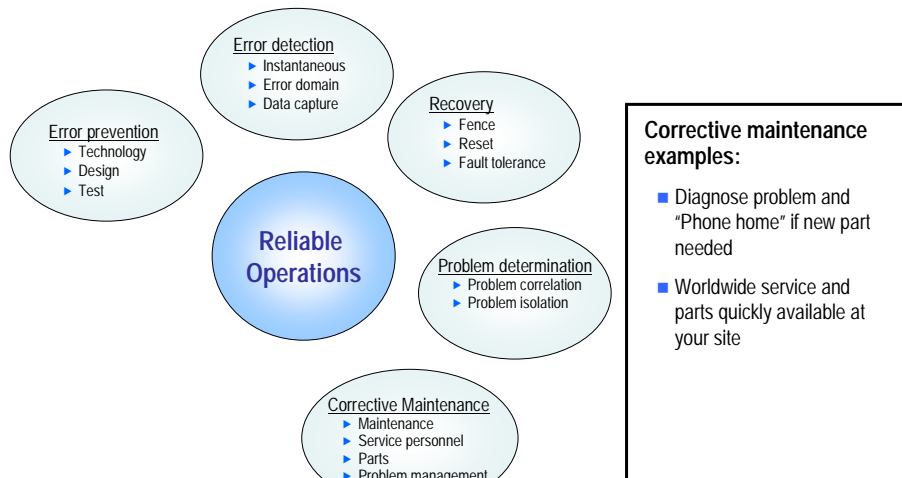 Error detection
Instantaneous
Error domain
Data capture
Error prevention
Technology
Design
Test
Recovery
Fence
Reset
Fault tolerance
Reliable
Operations
Problem determination
Problem correlation
Problem isolation
Corrective Maintenance
Maintenance
Service personnel
Parts
Problem management
Corrective maintenance
examples:
Diagnose problem and
“Phone home” if new part
needed
Worldwide service and
parts quickly available at
your site